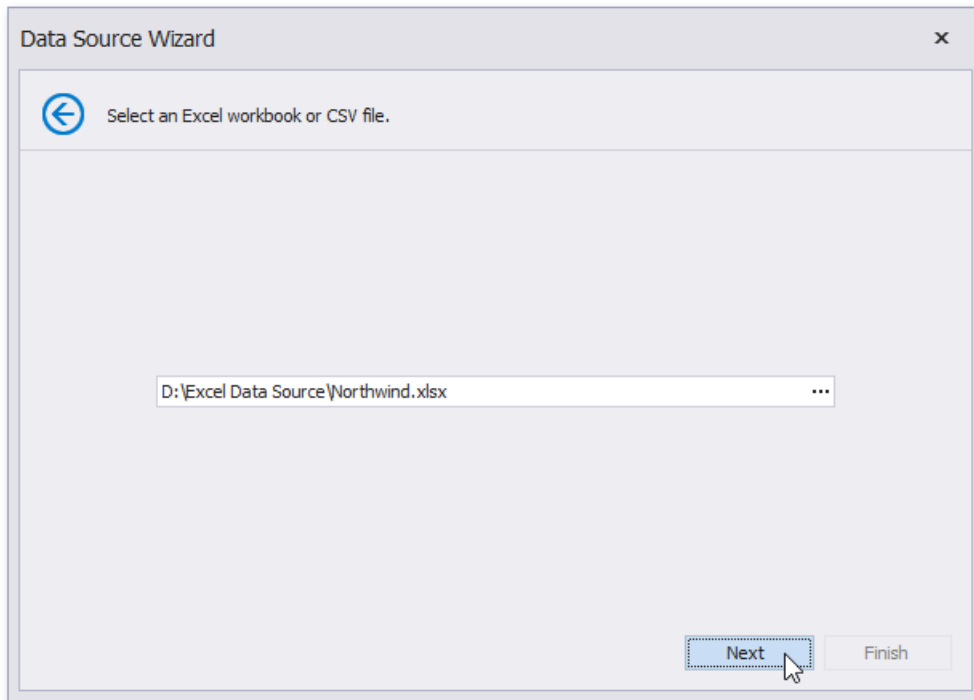 Data Source Wizard
Select an Excel workbook or CSV file.
D:\Excel Data Source\Northwind.xlsx
Next Finish